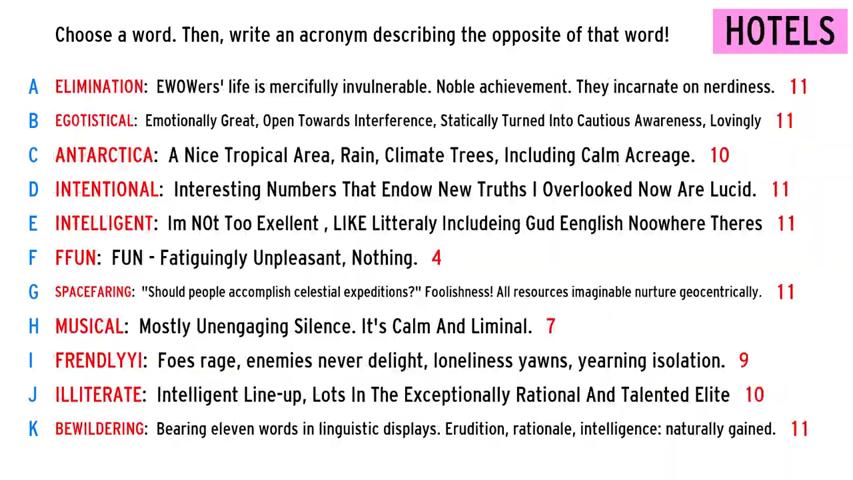 Choose a word. Then, write an acronym describing the opposite of that word!
HOTELS
A ELIMINATION: EWOWers' life is mercifully invulnerable. Noble achievement. They incarnate on nerdiness. 11
B EGOTISTICAL: Emotionally Great, Open Towards Interference, Statically Turned Into Cautious Awareness, Lovingly 11
C ANTARCTICA: A Nice Tropical Area, Rain, Climate Trees, Including Calm Acreage. 10
D INTENTIONAL: Interesting Numbers That Endow New Truths I Overlooked Now Are Lucid. 11
E INTELLIGENT: Im NOt Too Exellent , LIKE Litteraly Includeing Gud Eenglish Noowhere Theres 11
F FFUN: FUN - Fatiguingly Unpleasant, Nothing. 4
G SPACEFARING: "Should people accomplish celestial expeditions?" Foolishness! All resources imaginable nurture geocentrically. 11
H MUSICAL: Mostly Unengaging Silence. It's Calm And Liminal. 7
I FRENDLYYI: Foes rage, enemies never delight, loneliness yawns, yearning isolation. 9
J ILLITERATE: Intelligent Line-up, Lots In The Exceptionally Rational And Talented Elite 10
K BEWILDERING: Bearing eleven words in linguistic displays. Erudition, rationale, intelligence: naturally gained. 11